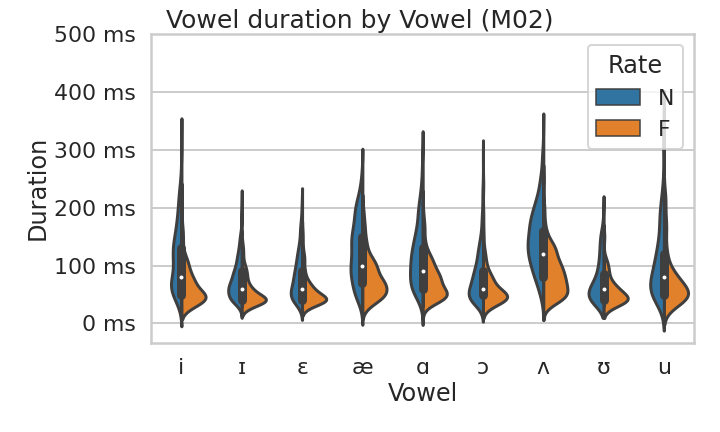 Vowel duration by Vowel (M02)
500 ms
400 ms
300 ms
200 ms
100 ms
0 ms
Duration
Rate
N
F
i ɪ ɛ æ ɑ ɔ ʌ ʊ u
Vowel